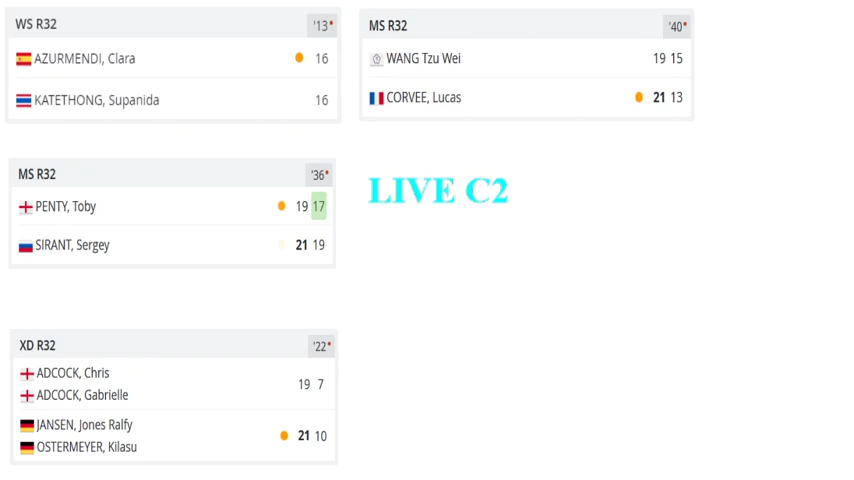 WS R32 '13
AZURMENDI, Clara 16
KATETHONG, Supanida 16
MS R32 '40
WANG Tzu Wei 19 15
CORVEE, Lucas 21 13
MS R32 '36
PENTY, Toby 19 17
SIRANT, Sergey 21 19
LIVE C2
XD R32 '22
ADCOCK, Chris
ADCOCK, Gabrielle
19 7
JANSEN, Jones Ralfy
OSTERMEYER, Kilasu
21 10